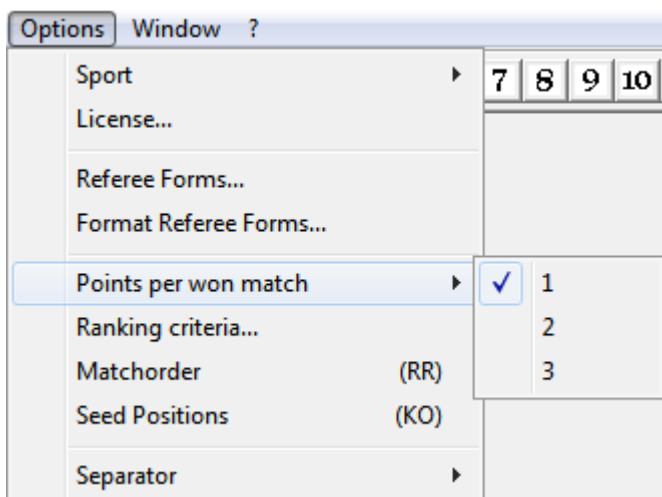 Options Window ?
Sport
7 8 9 10
License...
Referee Forms...
Format Referee Forms...
Points per won match
1
Ranking criteria...
2
Matchorder (RR)
3
Seed Positions (KO)
Separator